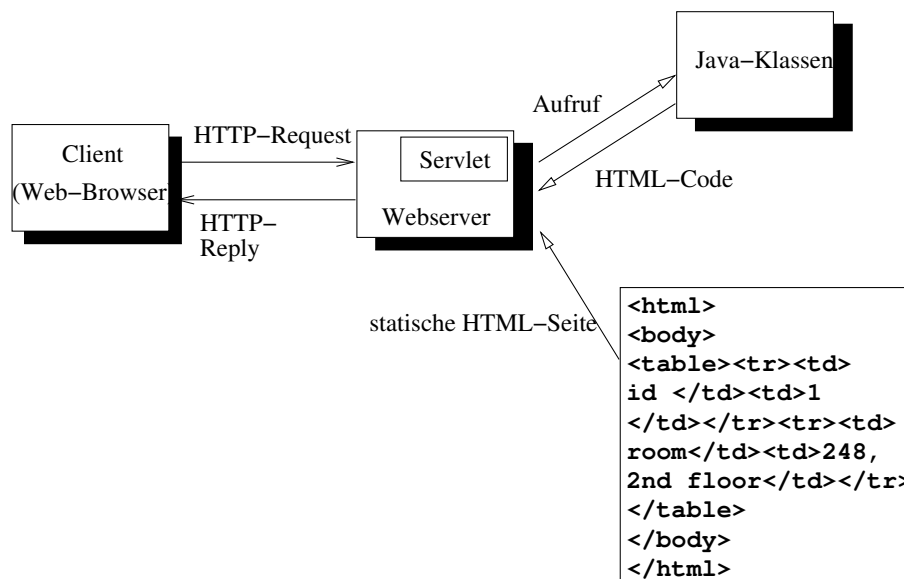 Java−Klassen
Aufruf
HTTP−Request
Client
(Web−Browser)
Servlet
HTML−Code
Webserver
HTTP−
Reply
statische HTML−Seite
<html>
<body>
<table><tr><td>
id </td><td>1
</td></tr><tr><td>
room</td><td>248,
2nd floor</td></tr>
</table>
</body>
</html>